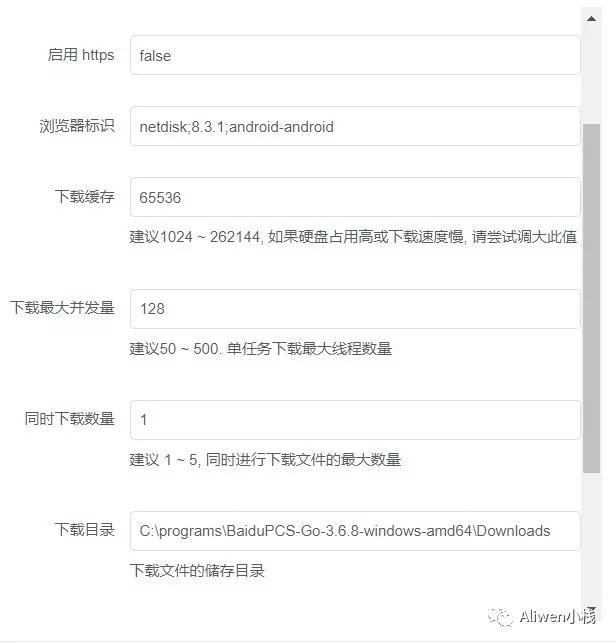 启用 https false
浏览器标识 netdisk;8.3.1;android-android
下载缓存 65536
建议1024 ~ 262144, 如果硬盘占用高或下载速度慢, 请尝试调大此值
下载最大并发量 128
建议50 ~ 500. 单任务下载最大线程数量
同时下载数量 1
建议 1 ~ 5, 同时进行下载文件的最大数量
下载目录 C:\programs\BaiduPCS-Go-3.6.8-windows-amd64\Downloads
下载文件的储存目录
Aliwen小栈